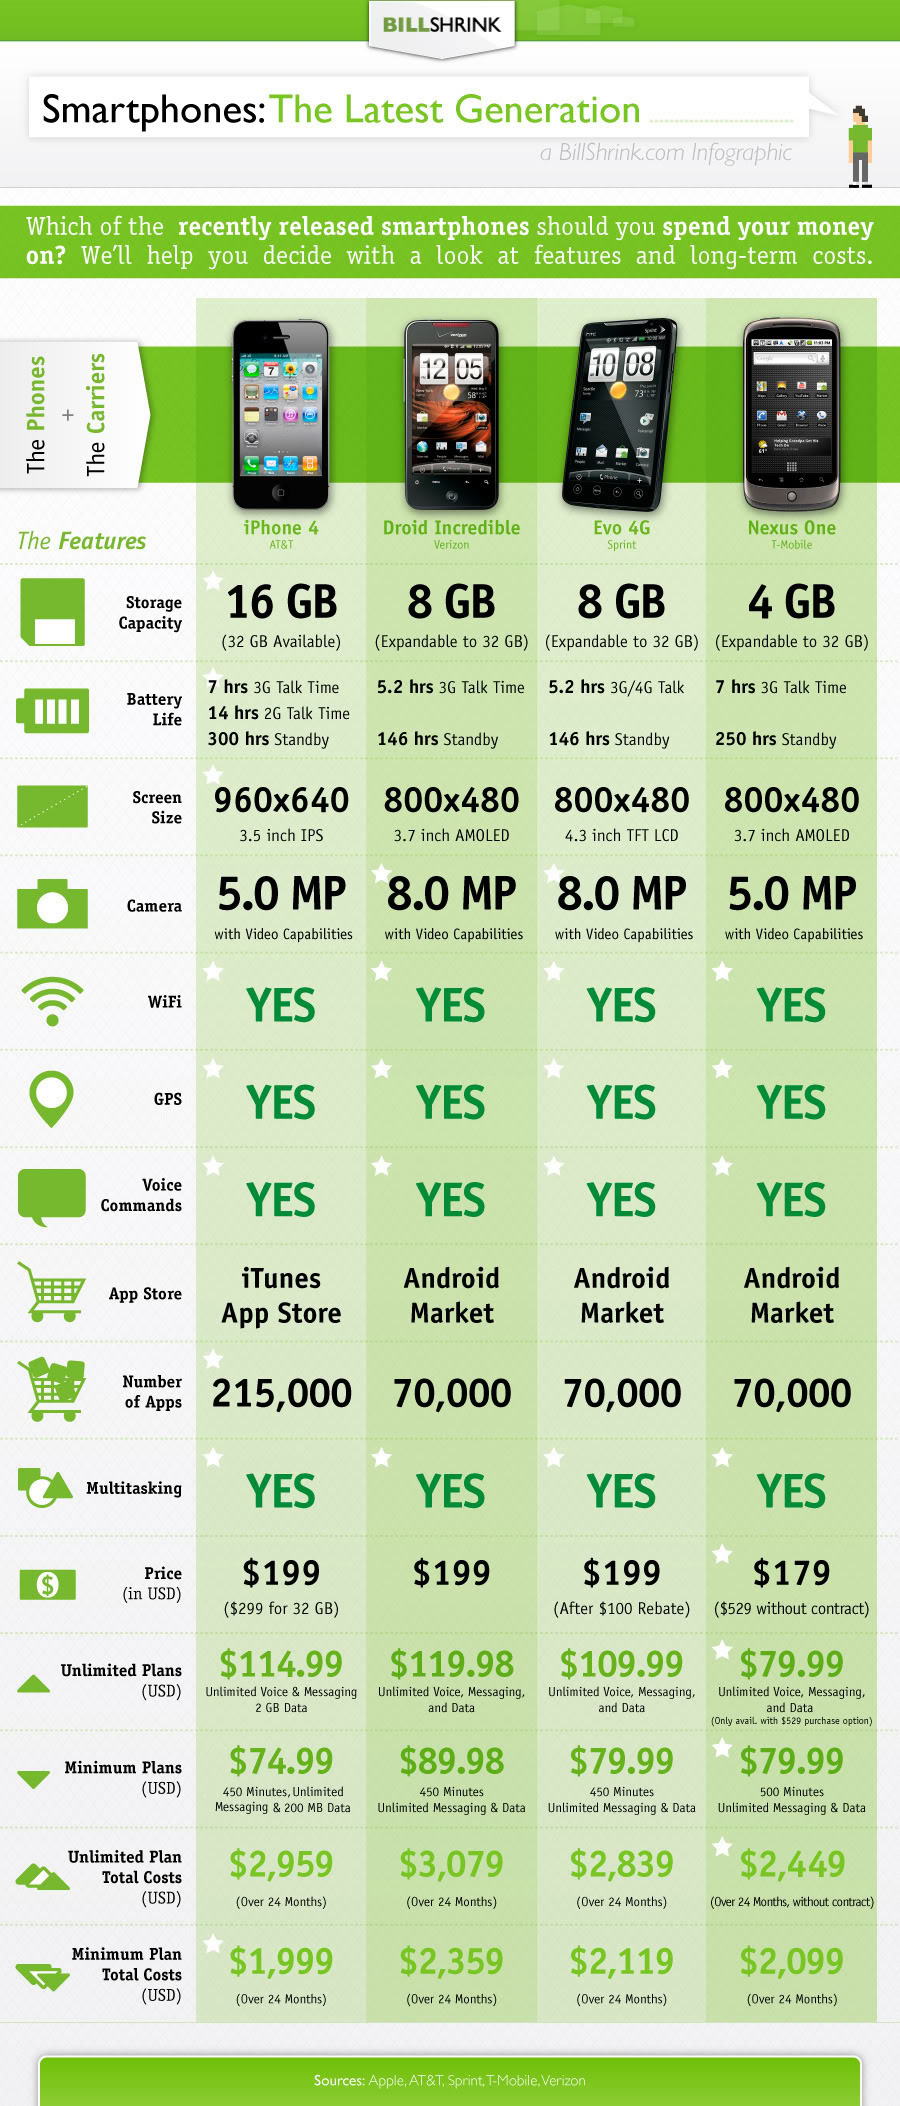 BILLSHRINK
Smartphones: The Latest Generation
a BillShrink.com Infographic
Which of the recently released smartphones should you spend your money
on? We'll help you decide with a look at features and long-term costs.
The Phones
+
The Carriers
12 05
10 08
iPhone 4
AT&T
Droid Incredible
Verizon
Evo 4G
Sprint
Nexus One
T-Mobile
The Features
Storage
Capacity
16 GB
(32 GB Available)
8 GB
(Expandable to 32 GB)
8 GB
(Expandable to 32 GB)
4 GB
(Expandable to 32 GB)
Battery
Life
7 hrs 3G Talk Time
14 hrs 2G Talk Time
300 hrs Standby
5.2 hrs 3G Talk Time
146 hrs Standby
5.2 hrs 3G/4G Talk
146 hrs Standby
7 hrs 3G Talk Time
250 hrs Standby
Screen
Size
960x640
3.5 inch IPS
800x480
3.7 inch AMOLED
800x480
4.3 inch TFT LCD
800x480
3.7 inch AMOLED
Camera
5.0 MP
with Video Capabilities
8.0 MP
with Video Capabilities
8.0 MP
with Video Capabilities
5.0 MP
with Video Capabilities
WiFi
YES
YES
YES
YES
GPS
YES
YES
YES
YES
Voice
Commands
YES
YES
YES
YES
App Store
iTunes
App Store
Android
Market
Android
Market
Android
Market
Number
of Apps
215,000
70,000
70,000
70,000
Multitasking
YES
YES
YES
YES
Price
(in USD)
$
$199
($299 for 32 GB)
$199
$199
(After $100 Rebate)
$179
($529 without contract)
Unlimited Plans
(USD)
$114.99
Unlimited Voice & Messaging
2 GB Data
$119.98
Unlimited Voice, Messaging,
and Data
$109.99
Unlimited Voice, Messaging,
and Data
$79.99
Unlimited Voice, Messaging,
and Data
(Only avail. with $529 purchase option)
Minimum Plans
(USD)
$74.99
450 Minutes, Unlimited
Messaging & 200 MB Data
$89.98
450 Minutes
Unlimited Messaging & Data
$79.99
450 Minutes
Unlimited Messaging & Data
$79.99
500 Minutes
Unlimited Messaging & Data
Unlimited Plan
Total Costs
(USD)
$2,959
(Over 24 Months)
$3,079
(Over 24 Months)
$2,839
(Over 24 Months)
$2,449
(Over 24 Months, without contract)
Minimum Plan
Total Costs
(USD)
$1,999
(Over 24 Months)
$2,359
(Over 24 Months)
$2,119
(Over 24 Months)
$2,099
(Over 24 Months)
Sources: Apple, AT&T, Sprint, T-Mobile, Verizon